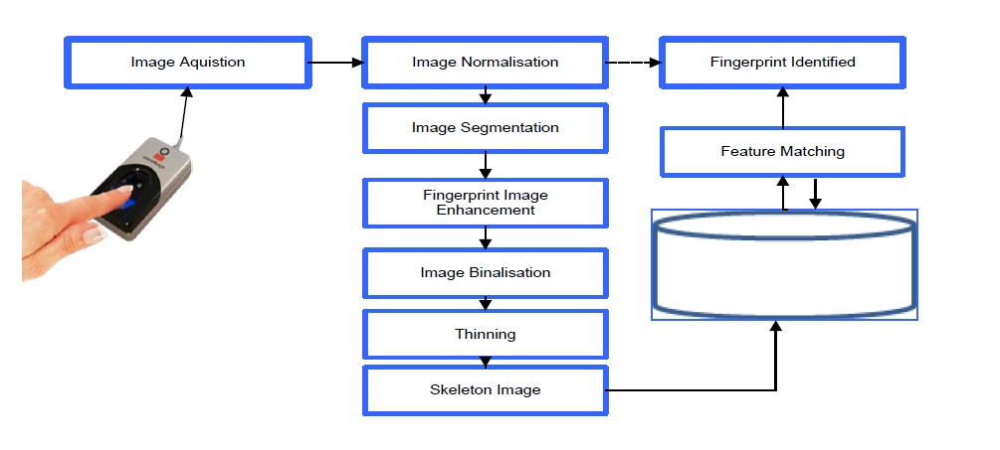 Image Aquistion
Image Normalisation
Fingerprint Identified
Image Segmentation
Feature Matching
Fingerprint Image
Enhancement
Image Binalisation
Thinning
Skeleton Image